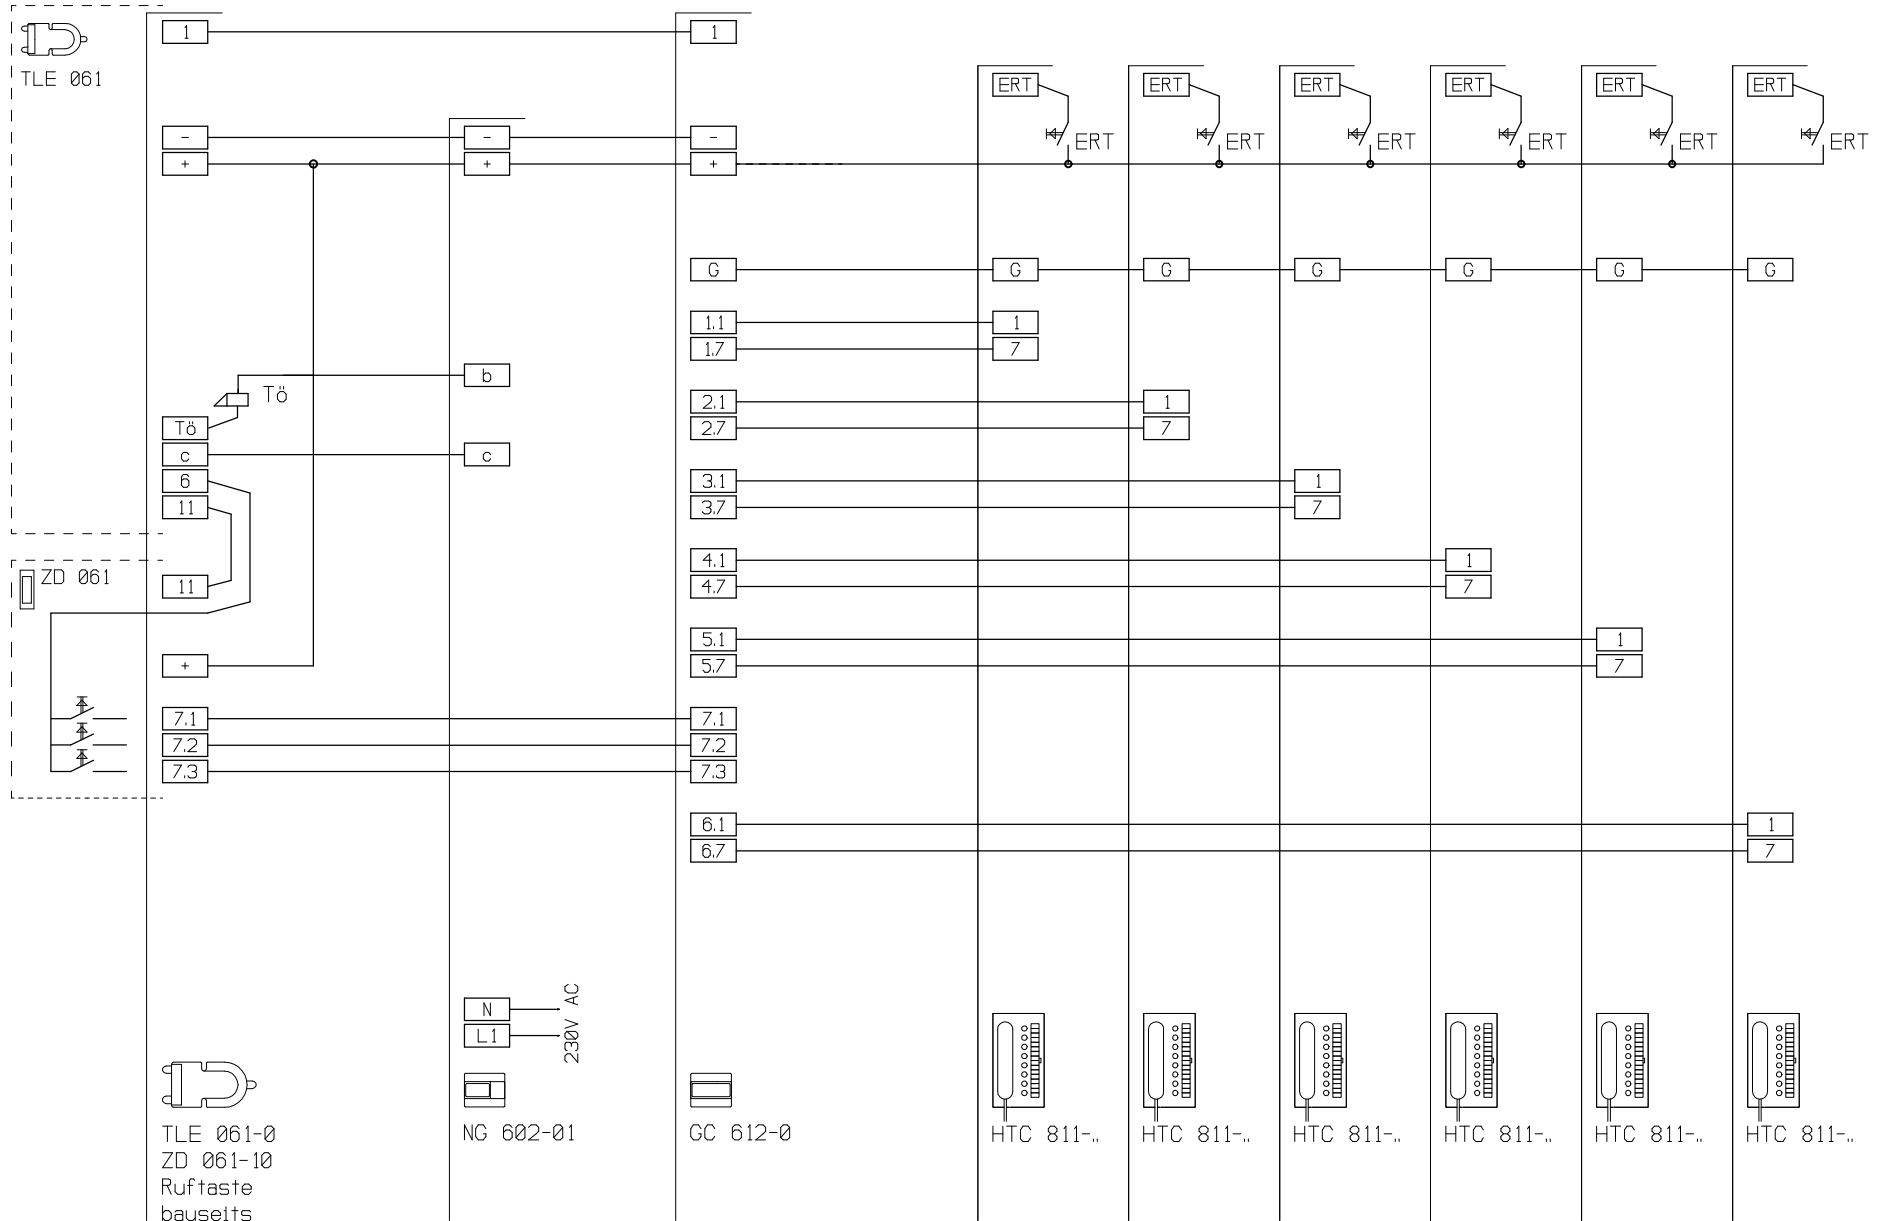 1 1
TLE 061
ERT ERT ERT ERT ERT ERT
- - -
ERT ERT ERT ERT ERT ERT
+ + +
G G G G G G G
1.1 1
1.7 7
b
Tö
2.1 1
Tö 2.7 7
c c
6 3.1 1
11 3.7 7
4.1 1
ZD 061
11 4.7 7
5.1 1
+ 5.7 7
7.1 7.1
7.2 7.2
7.3 7.3
6.1 1
6.7 7
N
L1
230V AC
TLE 061-0
ZD 061-10
Ruftaste
bauseits
NG 602-01
GC 612-0
HTC 811-..
HTC 811-..
HTC 811-..
HTC 811-..
HTC 811-..
HTC 811-..